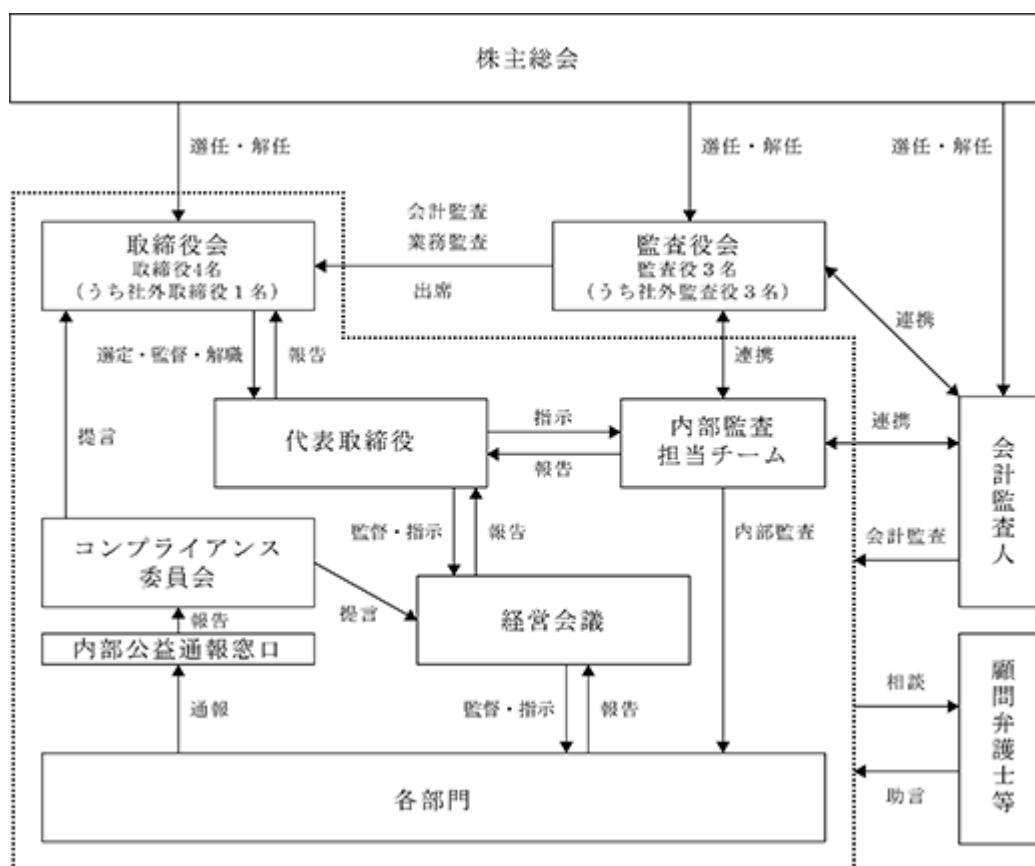 株主総会
選任・解任
選任・解任
選任・解任
取締役会
取締役4名
（うち社外取締役1名）
会計監査
業務監査
出席
監査役会
監査役3名
（うち社外監査役3名）
連携
選定・監督・解職
報告
連携
提言
代表取締役
指示
報告
内部監査
担当チーム
連携
会計監査人
監督・指示
報告
内部監査
会計監査
コンプライアンス
委員会
提言
経営会議
報告
内部公益通報窓口
通報
監督・指示
報告
相談
助言
顧問弁護士等
各部門